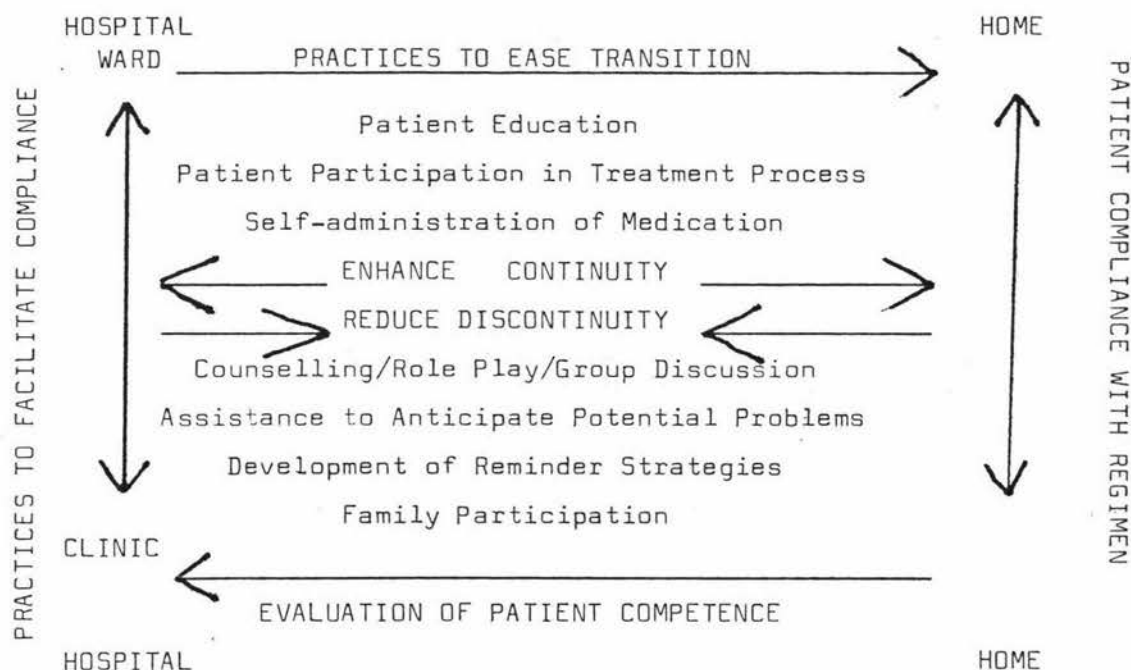 HOSPITAL
HOME
WARD
PRACTICES TO EASE TRANSITION
PRACTICES TO FACILITATE COMPLIANCE
PATIENT COMPLIANCE WITH REGIMEN
Patient Education
Patient Participation in Treatment Process
Self-administration of Medication
ENHANCE CONTINUITY
REDUCE DISCONTINUITY
Counselling/Role Play/Group Discussion
Assistance to Anticipate Potential Problems
Development of Reminder Strategies
Family Participation
CLINIC
EVALUATION OF PATIENT COMPETENCE
HOSPITAL
HOME